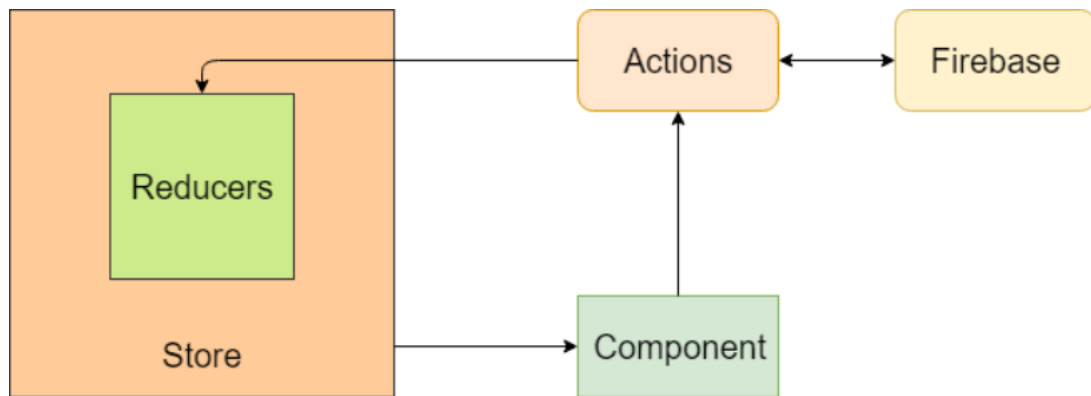 Actions
Firebase
Reducers
Store
Component